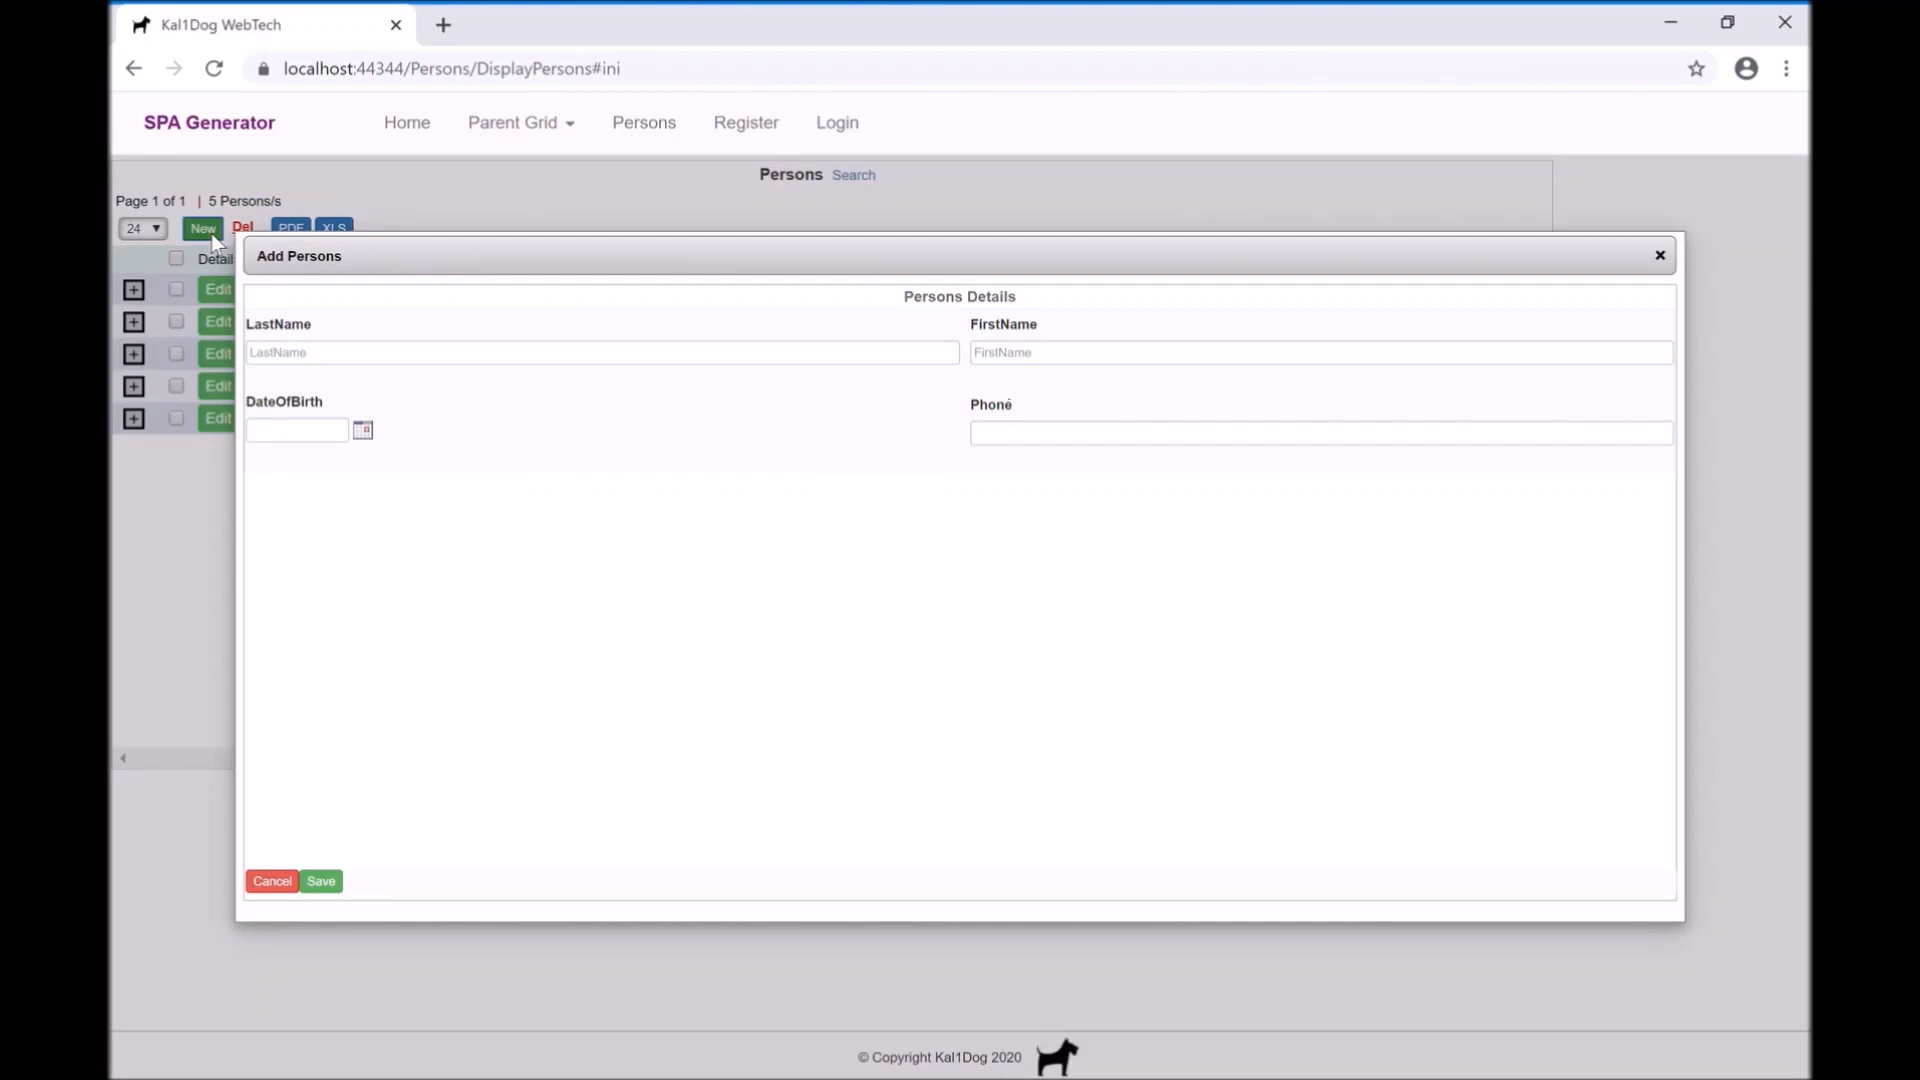 Kal1Dog WebTech
localhost:44344/Persons/DisplayPersons#ini
SPA Generator Home Parent Grid Persons Register Login
Persons Search
Page 1 of 1 | 5 Persons/s
24 New Del PDF XLS
Detail
Add Persons
Persons Details
LastName FirstName
LastName FirstName
DateOfBirth Phone
Edit
Edit
Edit
Edit
Edit
Cancel Save
© Copyright Kal1Dog 2020